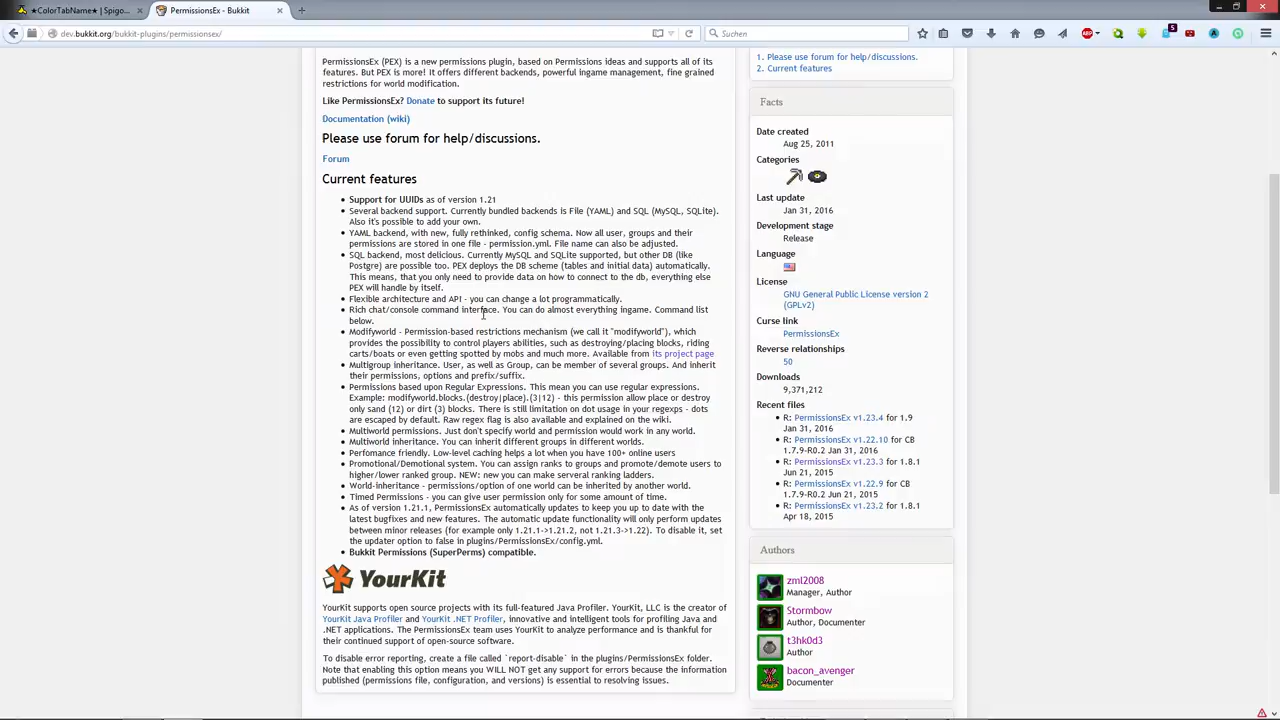 ★ColorTabName★ | Spigo...
PermissionsEx - Bukkit
dev.bukkit.org/bukkit-plugins/permissionsex/
Suchen
ABP
5
PermissionsEx (PEX) is a new permissions plugin, based on Permissions ideas and supports all of its
features. But PEX is more! It offers different backends, powerful ingame management, fine grained
restrictions for world modification.
Like PermissionsEx? Donate to support its future!
Documentation (wiki)
Please use forum for help/discussions.
Forum
Current features
• Support for UUIDs as of version 1.21
• Several backend support. Currently bundled backends is File (YAML) and SQL (MySQL, SQLite).
Also it's possible to add your own.
• YAML backend, with new, fully rethinked, config schema. Now all user, groups and their
permissions are stored in one file - permission.yml. File name can also be adjusted.
• SQL backend, most delicious. Currently MySQL and SQLite supported, but other DB (like
Postgre) are possible too. PEX deploys the DB scheme (tables and initial data) automatically.
This means, that you only need to provide data on how to connect to the db, everything else
PEX will handle by itself.
• Flexible architecture and API - you can change a lot programmatically.
• Rich chat/console command interface. You can do almost everything ingame. Command list
below.
• Modifyworld - Permission-based restrictions mechanism (we call it "modifyworld"), which
provides the possibility to control players abilities, such as destroying/placing blocks, riding
carts/boats or even getting spotted by mobs and much more. Available from its project page
• Multigroup inheritance. User, as well as Group, can be member of several groups. And inherit
their permissions, options and prefix/suffix.
• Permissions based upon Regular Expressions. This mean you can use regular expressions.
Example: modifyworld.blocks.(destroy|place).(3|12) - this permission allow place or destroy
only sand (12) or dirt (3) blocks. There is still limitation on dot usage in your regexps - dots
are escaped by default. Raw regex flag is also available and explained on the wiki.
• Multiworld permissions. Just don't specify world and permission would work in any world.
• Multiworld inheritance. You can inherit different groups in different worlds.
• Perfomance friendly. Low-level caching helps a lot when you have 100+ online users
• Promotional/Demotional system. You can assign ranks to groups and promote/demote users to
higher/lower ranked group. NEW: new you can make serveral ranking ladders.
• World-inheritance - permissions/option of one world can be inherited by another world.
• Timed Permissions - you can give user permission only for some amount of time.
• As of version 1.21.1, PermissionsEx automatically updates to keep you up to date with the
latest bugfixes and new features. The automatic update functionality will only perform updates
between minor releases (for example only 1.21.1->1.21.2, not 1.21.3->1.22). To disable it, set
the updater option to false in plugins/PermissionsEx/config.yml.
• Bukkit Permissions (SuperPerms) compatible.
YourKit
YourKit supports open source projects with its full-featured Java Profiler. YourKit, LLC is the creator of
YourKit Java Profiler and YourKit .NET Profiler, innovative and intelligent tools for profiling Java and
.NET applications. The PermissionsEx team uses YourKit to analyze performance and is thankful for
their continued support of open-source software.
To disable error reporting, create a file called `report-disable` in the plugins/PermissionsEx folder.
Note that enabling this option means you WILL NOT get any support for errors because the information
published (permissions file, configuration, and versions) is essential to resolving issues.
1. Please use forum for help/discussions.
2. Current features
Facts
Date created
Aug 25, 2011
Categories
Last update
Jan 31, 2016
Development stage
Release
Language
License
GNU General Public License version 2
(GPLv2)
Curse link
PermissionsEx
Reverse relationships
50
Downloads
9,371,212
Recent files
• R: PermissionsEx v1.23.4 for 1.9
Jan 31, 2016
• R: PermissionsEx v1.22.10 for CB
1.7.9-R0.2 Jan 31, 2016
• R: PermissionsEx v1.23.3 for 1.8.1
Jun 21, 2015
• R: PermissionsEx v1.22.9 for CB
1.7.9-R0.2 Jun 21, 2015
• R: PermissionsEx v1.23.2 for 1.8.1
Apr 18, 2015
Authors
zml2008
Manager, Author
Stormbow
Author, Documenter
t3hk0d3
Author
bacon_avenger
Documenter